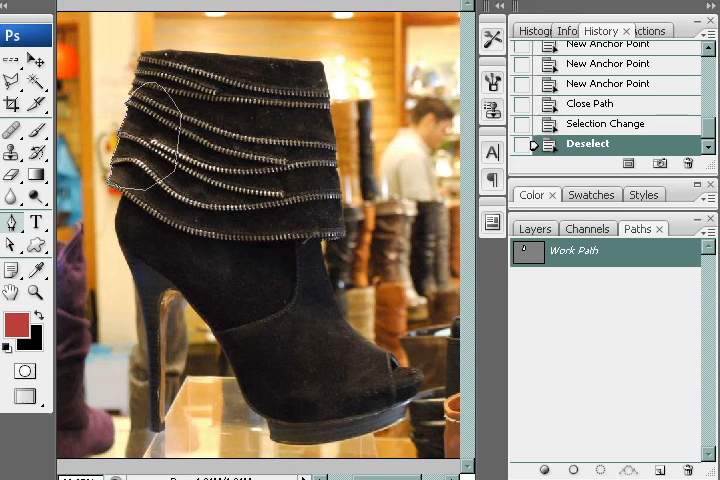 Ps
Histog Info History × ctions
New Anchor Point
New Anchor Point
New Anchor Point
Close Path
Selection Change
Deselect
Color × Swatches Styles
Layers Channels Paths ×
Work Path
T
A